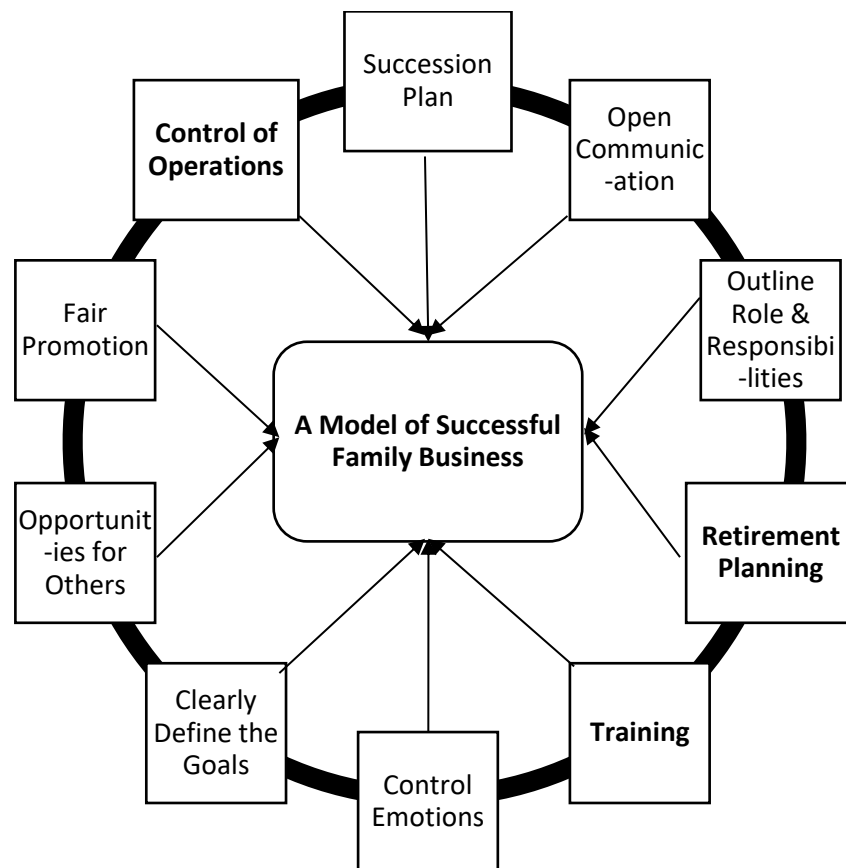 Succession
Plan
Open
Communic
-ation
Control of
Operations
Outline
Role &
Responsibi
-lities
Fair
Promotion
A Model of Successful
Family Business
Opportunit
-ies for
Others
Retirement
Planning
Clearly
Define the
Goals
Training
Control
Emotions